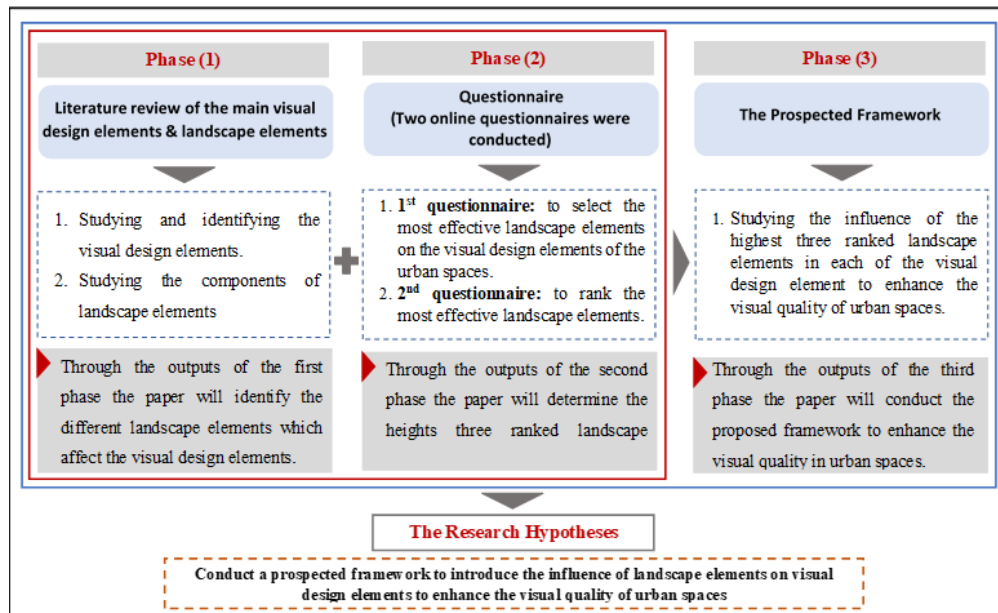 Phase (1)
Literature review of the main visual
design elements & landscape elements
1. Studying and identifying the
visual design elements.
2. Studying the components of
landscape elements
Through the outputs of the first
phase the paper will identify the
different landscape elements which
affect the visual design elements.
Phase (2)
Questionnaire
(Two online questionnaires were
conducted)
1. 1st questionnaire: to select the
most effective landscape elements
on the visual design elements of the
urban spaces.
2. 2nd questionnaire: to rank the
most effective landscape elements.
Through the outputs of the second
phase the paper will determine the
heights three ranked landscape
Phase (3)
The Prospected Framework
1. Studying the influence of the
highest three ranked landscape
elements in each of the visual
design element to enhance the
visual quality of urban spaces.
Through the outputs of the third
phase the paper will conduct the
proposed framework to enhance the
visual quality in urban spaces.
The Research Hypotheses
Conduct a prospected framework to introduce the influence of landscape elements on visual
design elements to enhance the visual quality of urban spaces